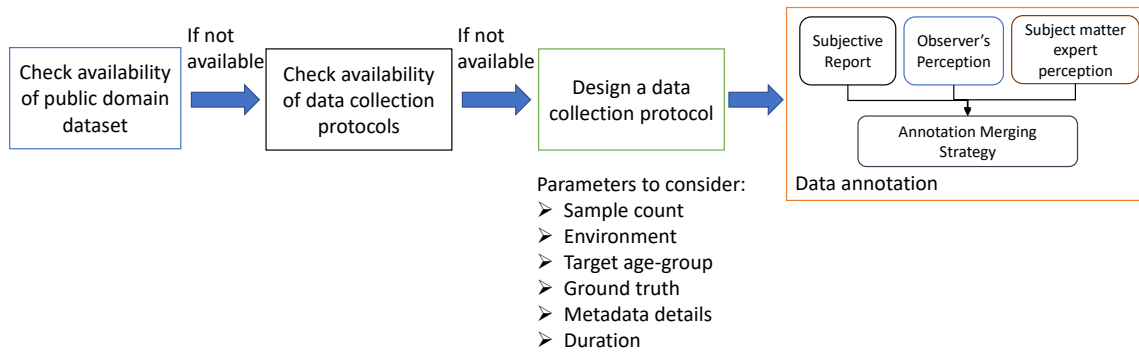 Check availability
of public domain
dataset
If not
available
Check availability
of data collection
protocols
If not
available
Design a data
collection protocol
Parameters to consider:
➢ Sample count
➢ Environment
➢ Target age-group
➢ Ground truth
➢ Metadata details
➢ Duration
Subjective
Report
Observer's
Perception
Subject matter
expert
perception
Annotation Merging
Strategy
Data annotation